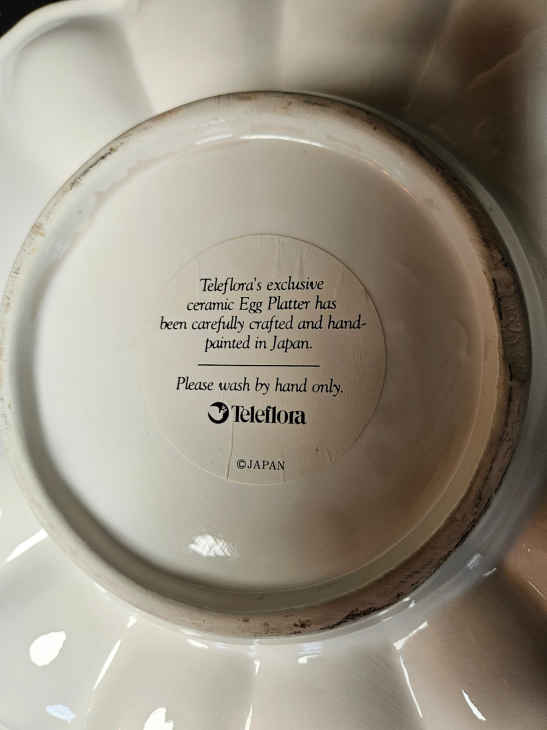 Teleflora's exclusive
ceramic Egg Platter has
been carefully crafted and hand-
painted in Japan.
Please wash by hand only.
Teleflora
©JAPAN